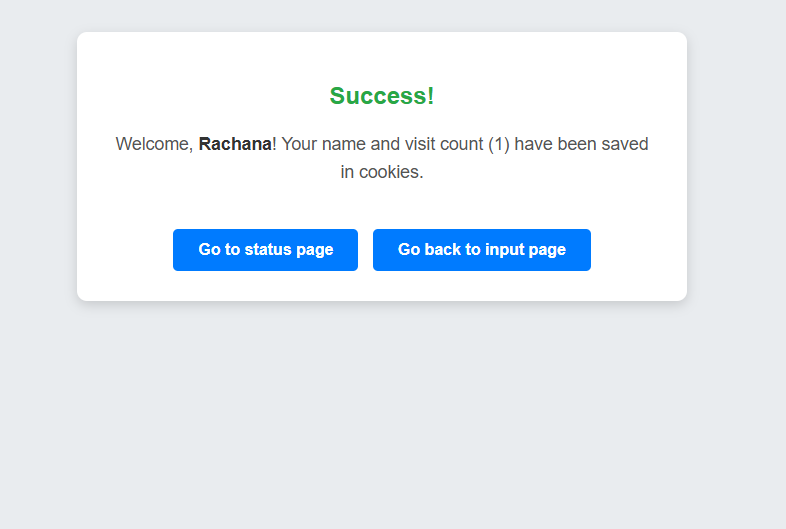 Success!
Welcome, Rachana! Your name and visit count (1) have been saved
in cookies.
Go to status page
Go back to input page